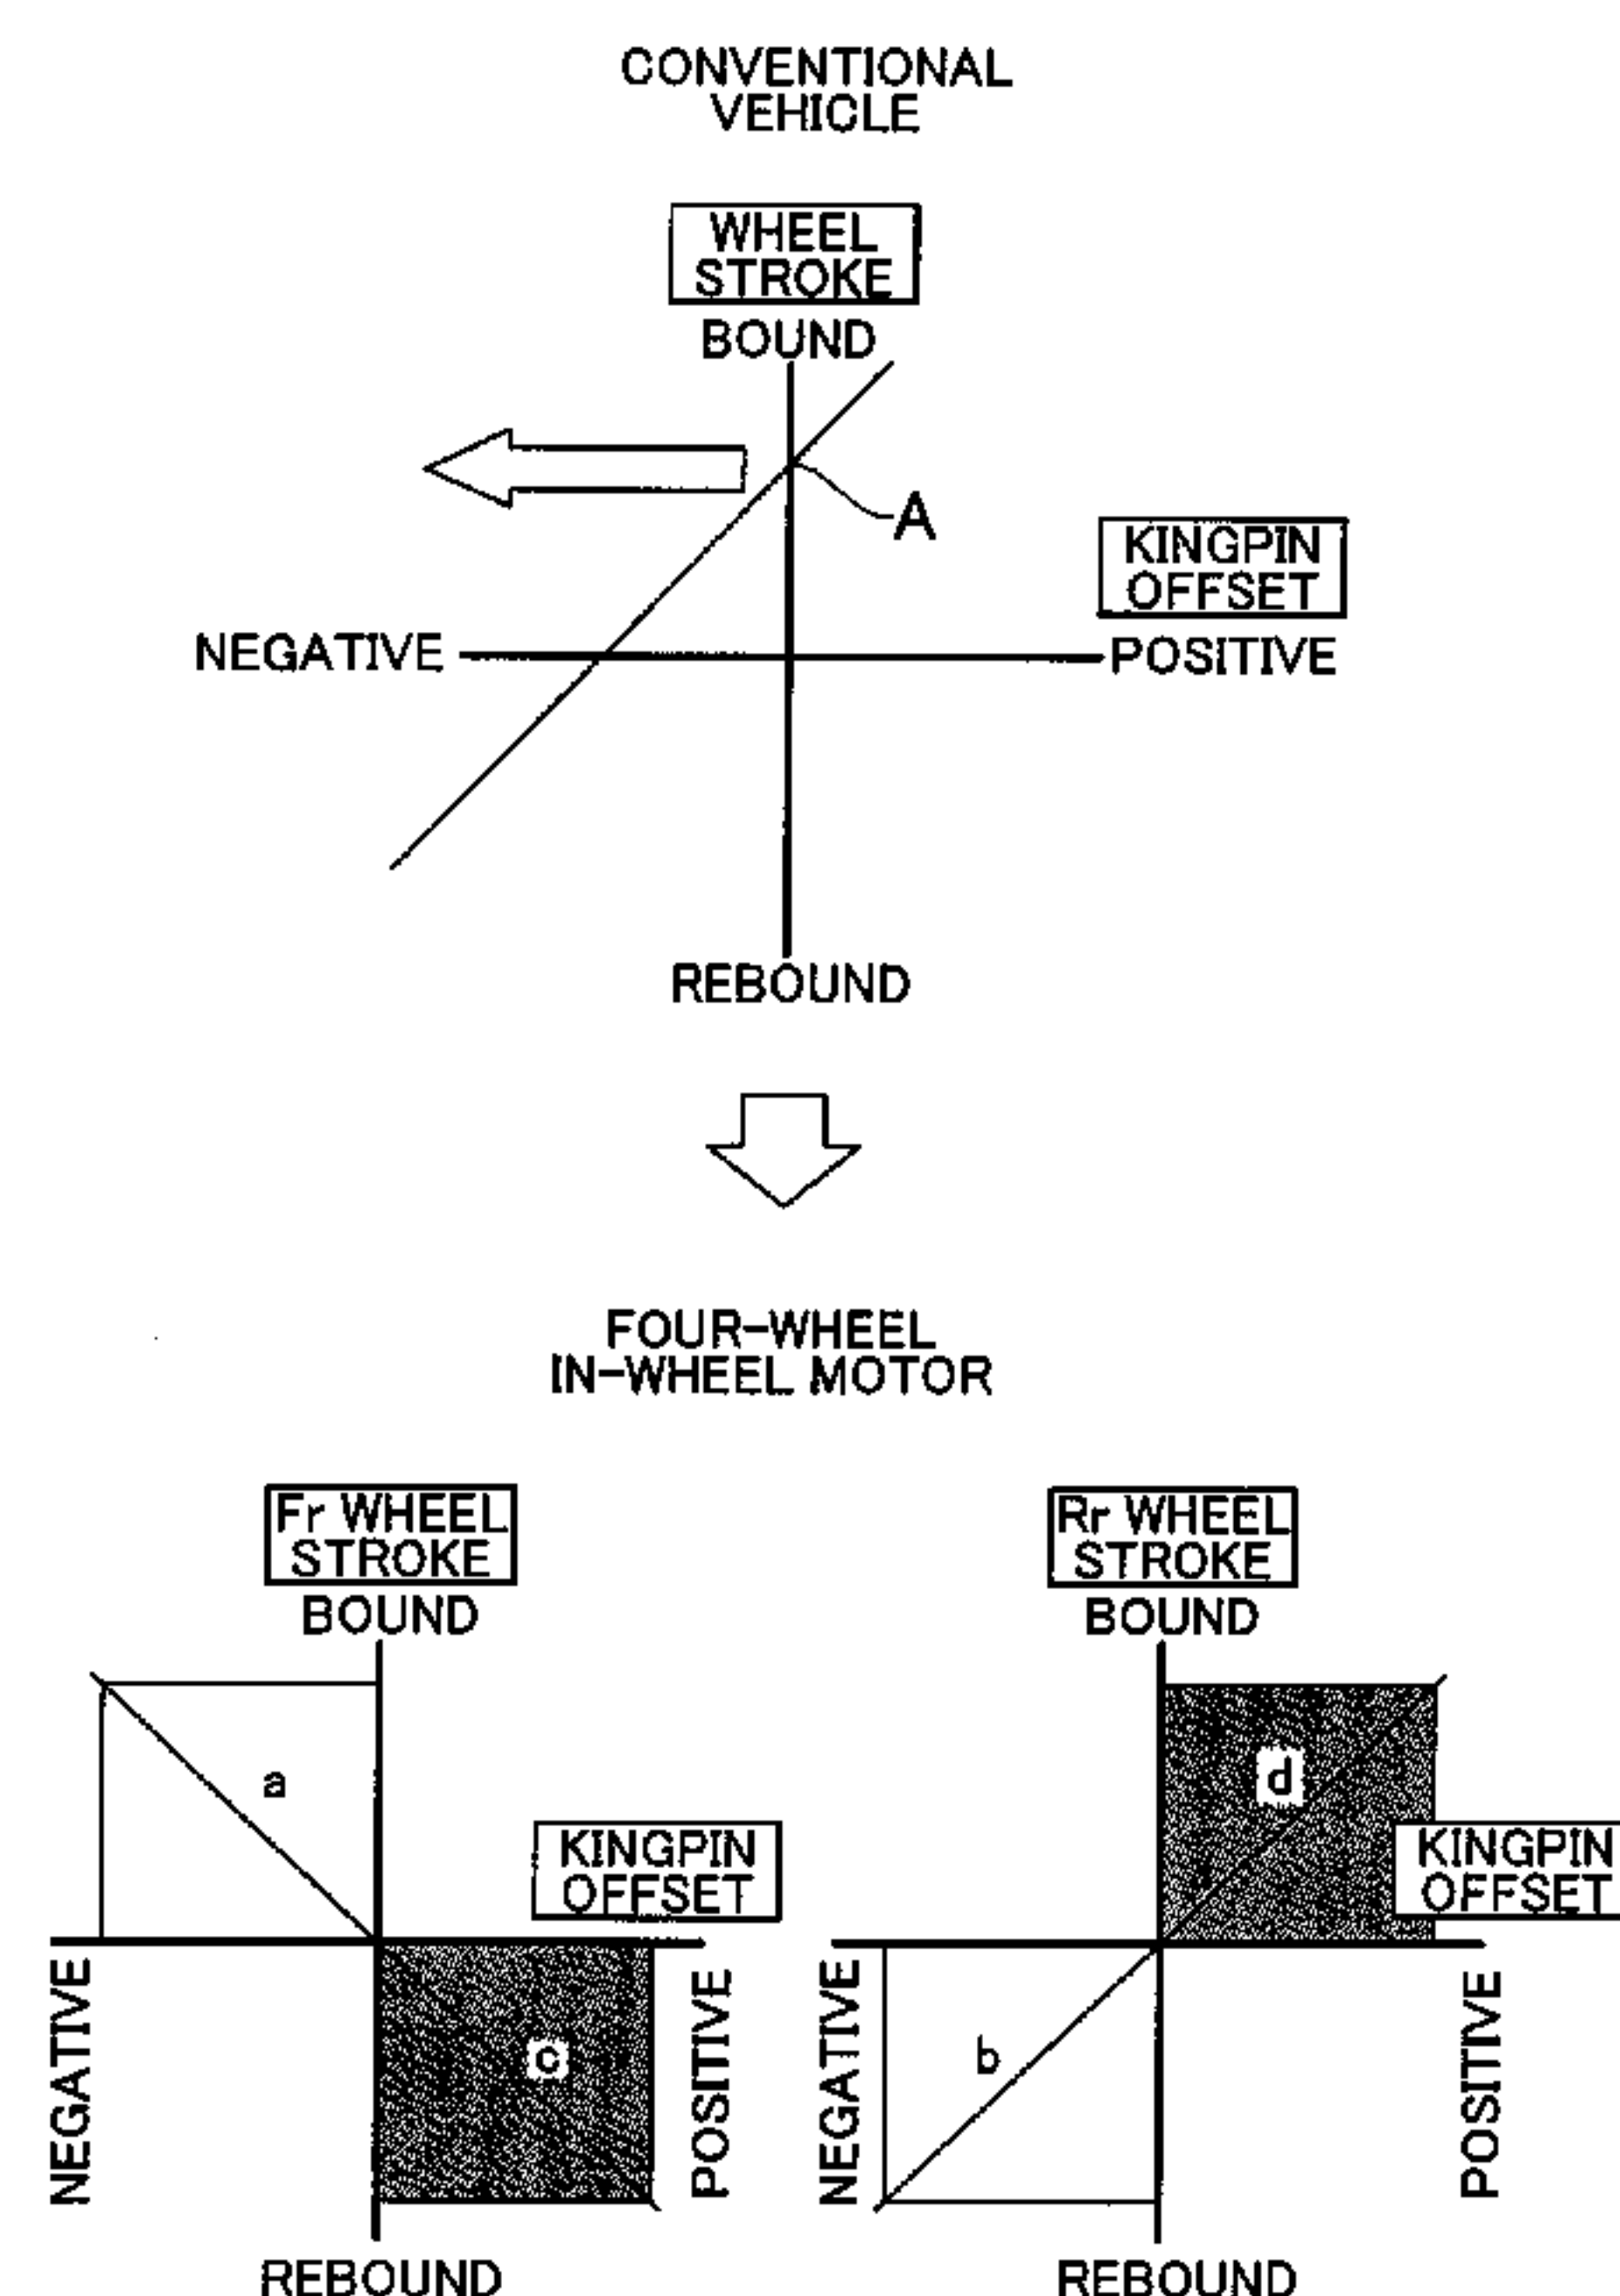 CONVENTIONAL
VEHICLE
WHEEL
STROKE
BOUND
A
KINGPIN
OFFSET
NEGATIVE
POSITIVE
REBOUND
FOUR-WHEEL
IN-WHEEL MOTOR
Fr WHEEL
STROKE
BOUND
a
KINGPIN
OFFSET
NEGATIVE
c
POSITIVE
REBOUND
Rr WHEEL
STROKE
BOUND
d
KINGPIN
OFFSET
NEGATIVE
b
POSITIVE
REBOUND